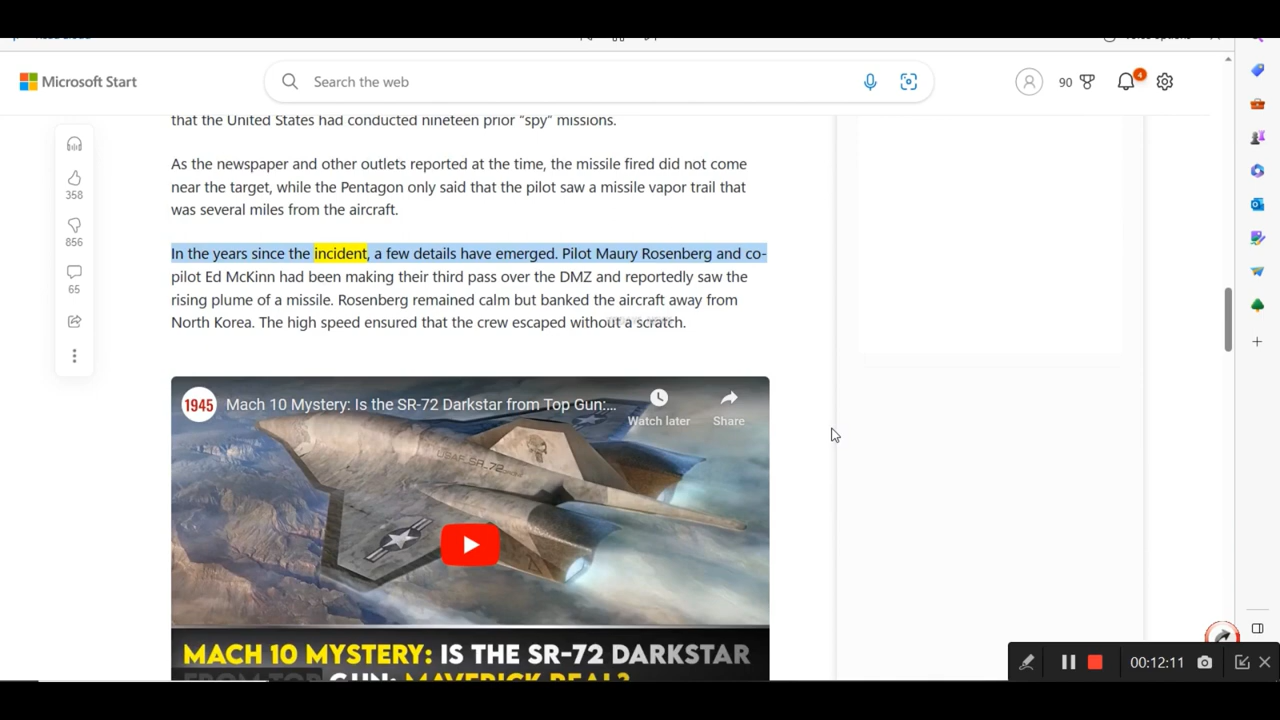 Microsoft Start
Search the web
90
4
that the United States had conducted nineteen prior “spy” missions.
As the newspaper and other outlets reported at the time, the missile fired did not come
near the target, while the Pentagon only said that the pilot saw a missile vapor trail that
was several miles from the aircraft.
358
856
65
In the years since the incident, a few details have emerged. Pilot Maury Rosenberg and co-
pilot Ed McKinn had been making their third pass over the DMZ and reportedly saw the
rising plume of a missile. Rosenberg remained calm but banked the aircraft away from
North Korea. The high speed ensured that the crew escaped without a scratch.
1945
Mach 10 Mystery: Is the SR-72 Darkstar from Top Gun:...
Watch later
Share
USAF SR-72
MACH 10 MYSTERY: IS THE SR-72 DARKSTAR
FROM TOP GUN: MAVERICK REAL?
00:12:11